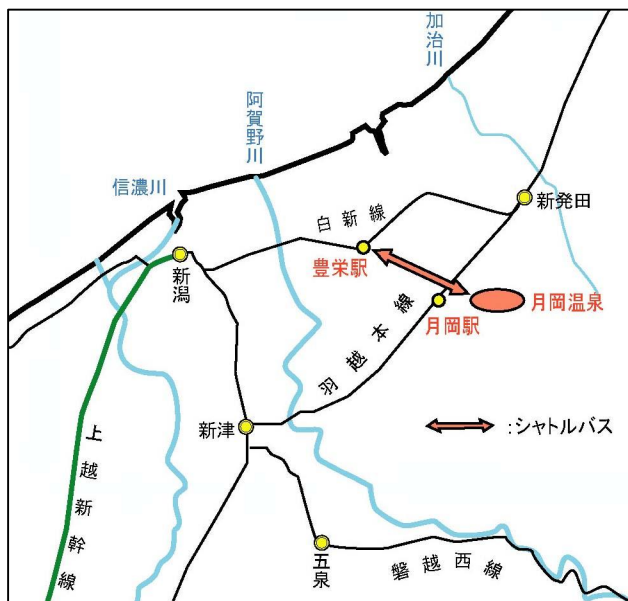 加治川
阿賀野川
信濃川
白新線
新発田
新潟
豊栄駅
月岡駅
月岡温泉
羽越本線
新津
:シャトルバス
上越新幹線
五泉
磐越西線